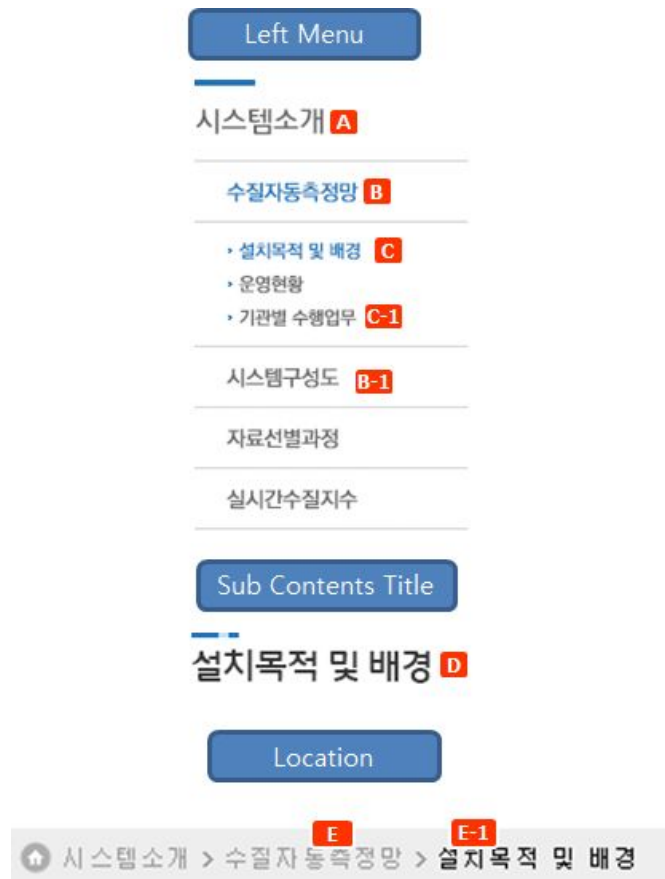 Left Menu
시스템소개 A
수질자동측정망 B
설치목적 및 배경 C
운영현황
기관별 수행업무 C-1
시스템구성도 B-1
자료선별과정
실시간수질지수
Sub Contents Title
설치목적 및 배경 D
Location
E E-1
시스템소개 > 수질자동측정망 > 설치목적 및 배경